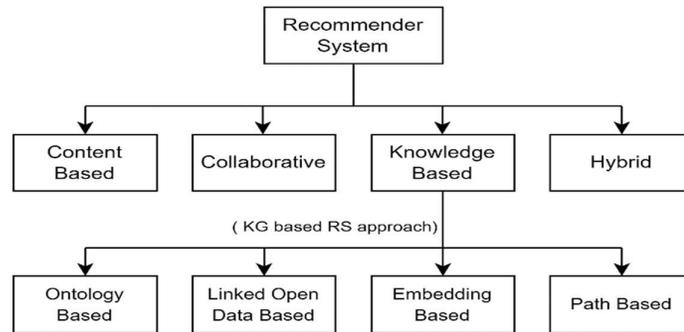 Recommender
System
Content
Based
Collaborative
Knowledge
Based
Hybrid
( KG based RS approach)
Ontology
Based
Linked Open
Data Based
Embedding
Based
Path Based